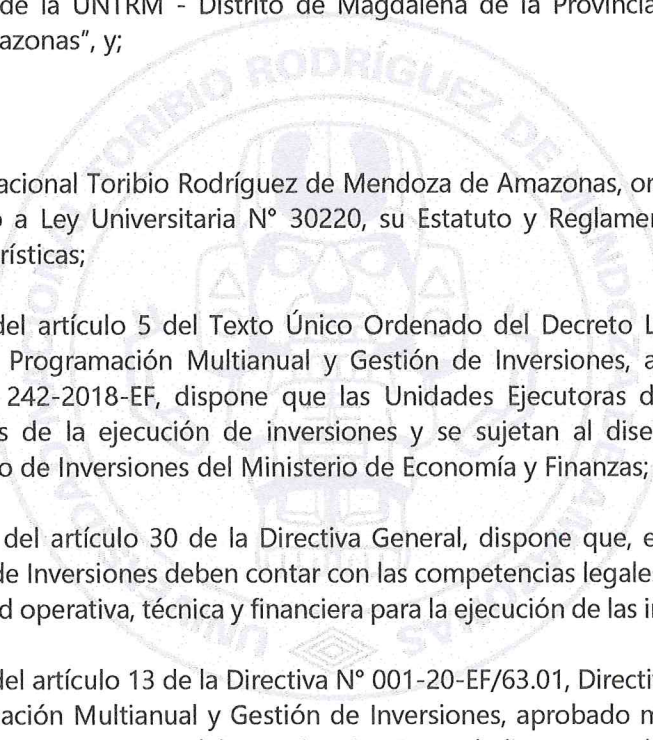 de la UNTRM - Distrito de Magdalena de la Provincia
azonas", y;
acional Toribio Rodríguez de Mendoza de Amazonas, or
a Ley Universitaria N° 30220, su Estatuto y Reglamen
rísticas;
del artículo 5 del Texto Único Ordenado del Decreto L
Programación Multianual y Gestión de Inversiones, a
242-2018-EF, dispone que las Unidades Ejecutoras d
s de la ejecución de inversiones y se sujetan al dise
o de Inversiones del Ministerio de Economía y Finanzas;
del artículo 30 de la Directiva General, dispone que, e
de Inversiones deben contar con las competencias legale
d operativa, técnica y financiera para la ejecución de las i
del artículo 13 de la Directiva N° 001-20-EF/63.01, Directi
ación Multianual y Gestión de Inversiones, aprobado m